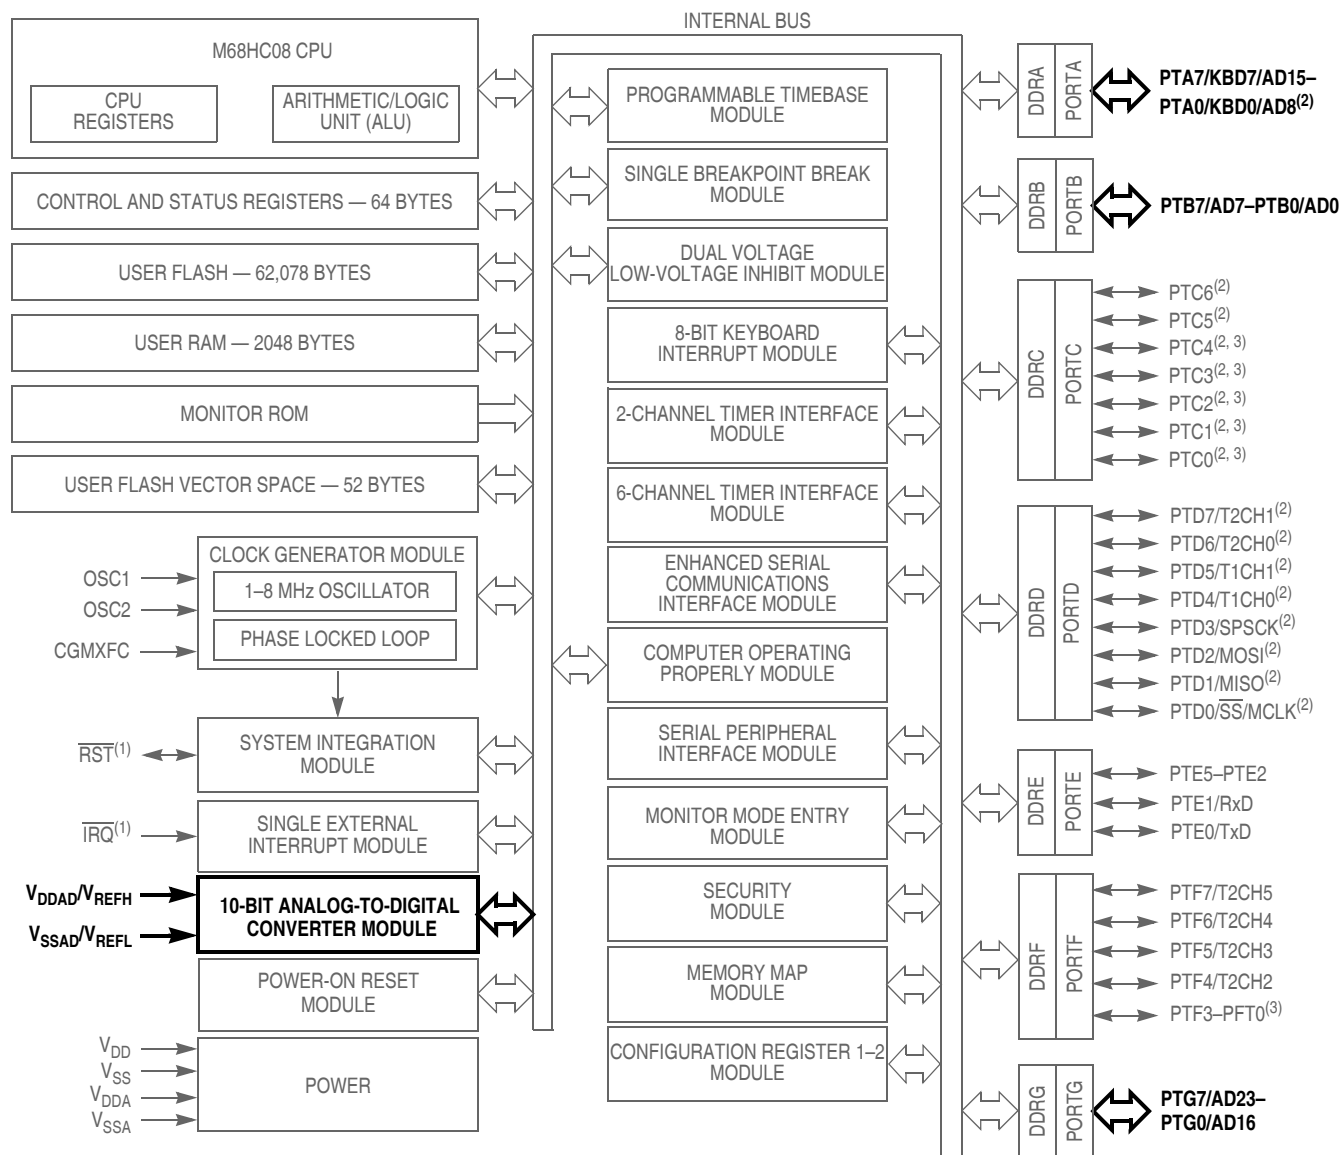 INTERNAL BUS
M68HC08 CPU
CPU
REGISTERS
ARITHMETIC/LOGIC
UNIT (ALU)
CONTROL AND STATUS REGISTERS — 64 BYTES
USER FLASH — 62,078 BYTES
USER RAM — 2048 BYTES
MONITOR ROM
USER FLASH VECTOR SPACE — 52 BYTES
CLOCK GENERATOR MODULE
1–8 MHz OSCILLATOR
PHASE LOCKED LOOP
OSC1
OSC2
CGMXFC
SYSTEM INTEGRATION
MODULE
RST(1)
SINGLE EXTERNAL
INTERRUPT MODULE
IRQ(1)
10-BIT ANALOG-TO-DIGITAL
CONVERTER MODULE
VDDAD/VREFH
VSSAD/VREFL
POWER-ON RESET
MODULE
POWER
VDD
VSS
VDDA
VSSA
PROGRAMMABLE TIMEBASE
MODULE
SINGLE BREAKPOINT BREAK
MODULE
DUAL VOLTAGE
LOW-VOLTAGE INHIBIT MODULE
8-BIT KEYBOARD
INTERRUPT MODULE
2-CHANNEL TIMER INTERFACE
MODULE
6-CHANNEL TIMER INTERFACE
MODULE
ENHANCED SERIAL
COMMUNICATIONS
INTERFACE MODULE
COMPUTER OPERATING
PROPERLY MODULE
SERIAL PERIPHERAL
INTERFACE MODULE
MONITOR MODE ENTRY
MODULE
SECURITY
MODULE
MEMORY MAP
MODULE
CONFIGURATION REGISTER 1–2
MODULE
DDRA
PORTA
PTA7/KBD7/AD15–
PTA0/KBD0/AD8(2)
DDRB
PORTB
PTB7/AD7–PTB0/AD0
DDRC
PORTC
PTC6(2)
PTC5(2)
PTC4(2, 3)
PTC3(2, 3)
PTC2(2, 3)
PTC1(2, 3)
PTC0(2, 3)
DDRD
PORTD
PTD7/T2CH1(2)
PTD6/T2CH0(2)
PTD5/T1CH1(2)
PTD4/T1CH0(2)
PTD3/SPSCK(2)
PTD2/MOSI(2)
PTD1/MISO(2)
PTD0/SS/MCLK(2)
DDRE
PORTE
PTE5–PTE2
PTE1/RxD
PTE0/TxD
DDRF
PORTF
PTF7/T2CH5
PTF6/T2CH4
PTF5/T2CH3
PTF4/T2CH2
PTF3–PFT0(3)
DDRG
PORTG
PTG7/AD23–
PTG0/AD16